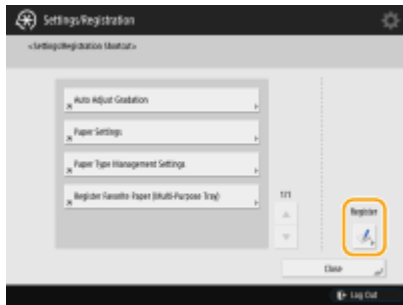 Settings/Registration
<Settings/Registration Shortcut>
Auto Adjust Gradation
Paper Settings
Paper Type Management Settings
Register Favorite Paper (Multi-Purpose Tray)
1/1
Register
Close
Log Out